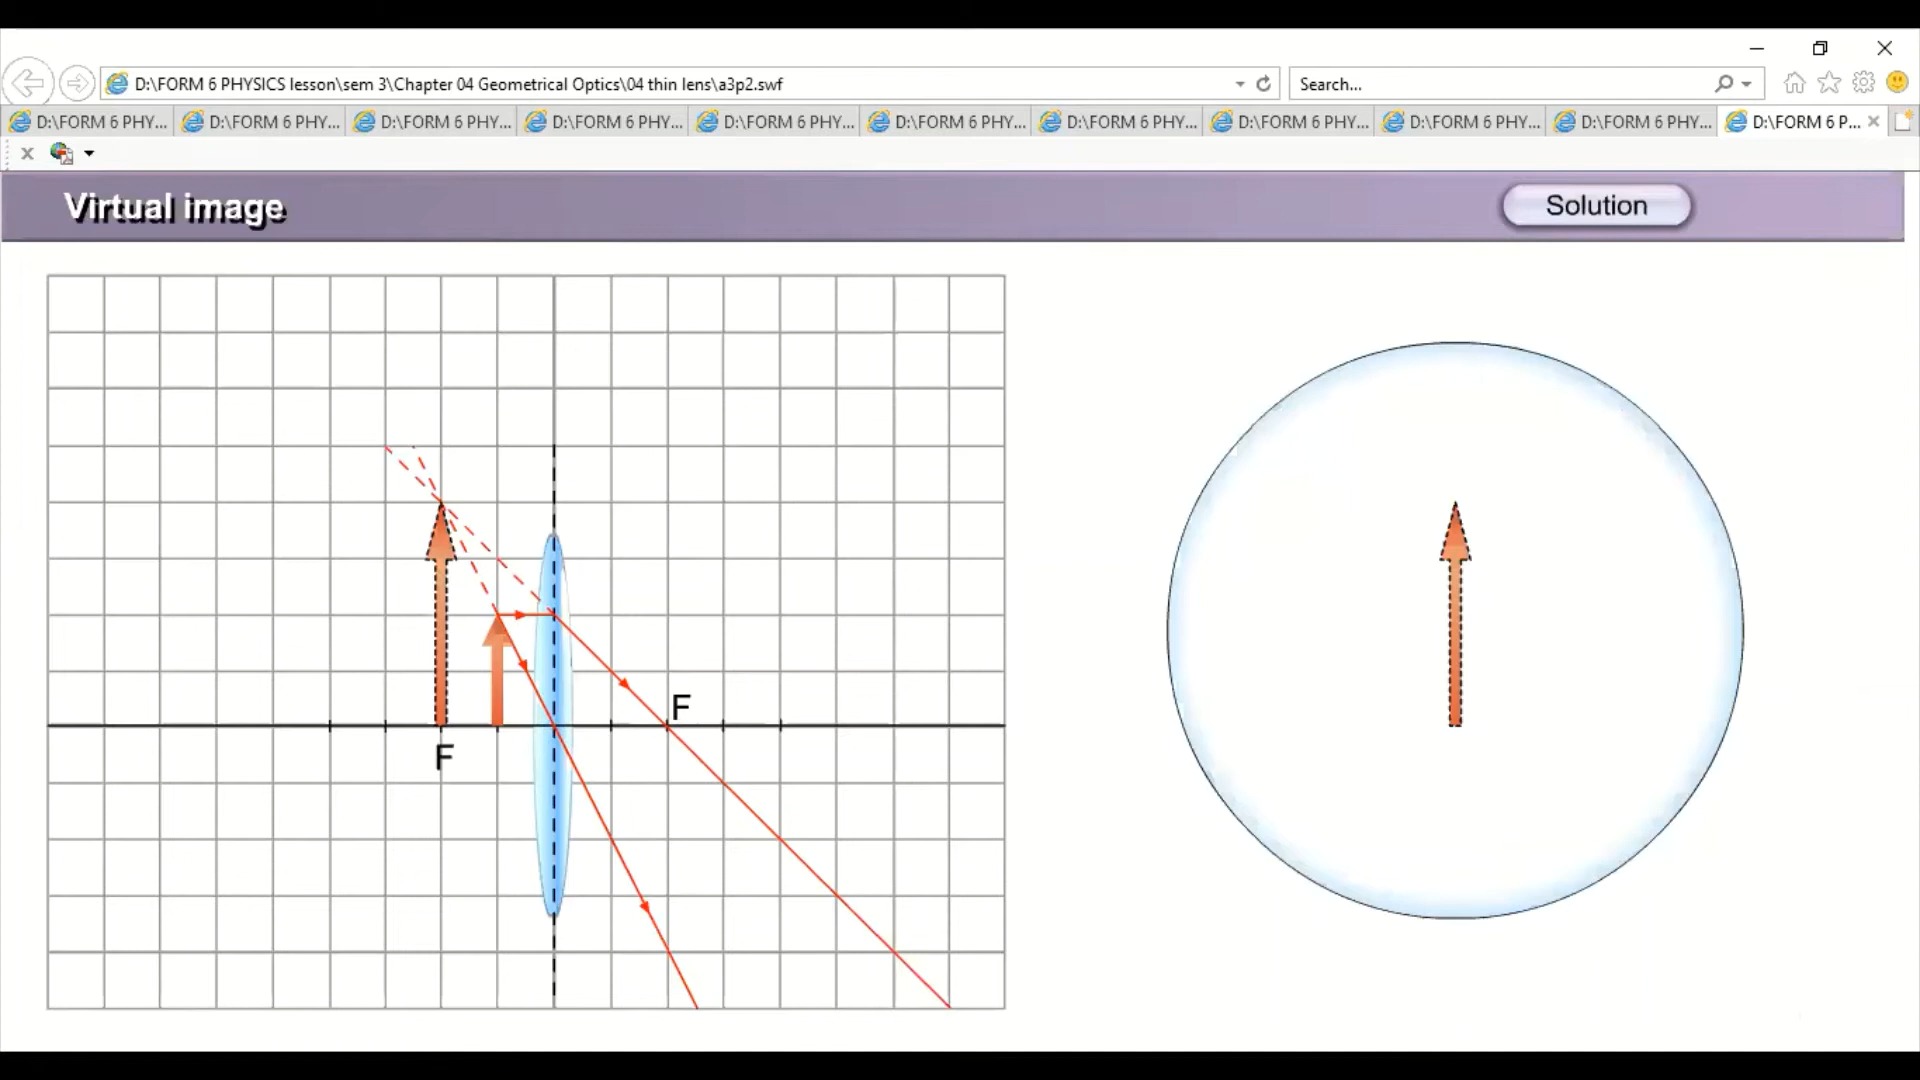 D:\FORM 6 PHYSICS lesson\sem 3\Chapter 04 Geometrical Optics\04 thin lens\a3p2.swf
Search...
D:\FORM 6 PHY... D:\FORM 6 PHY... D:\FORM 6 PHY... D:\FORM 6 PHY... D:\FORM 6 PHY... D:\FORM 6 PHY... D:\FORM 6 PHY... D:\FORM 6 PHY... D:\FORM 6 PHY... D:\FORM 6 PHY... D:\FORM 6 P...
Virtual image
Solution
F
F